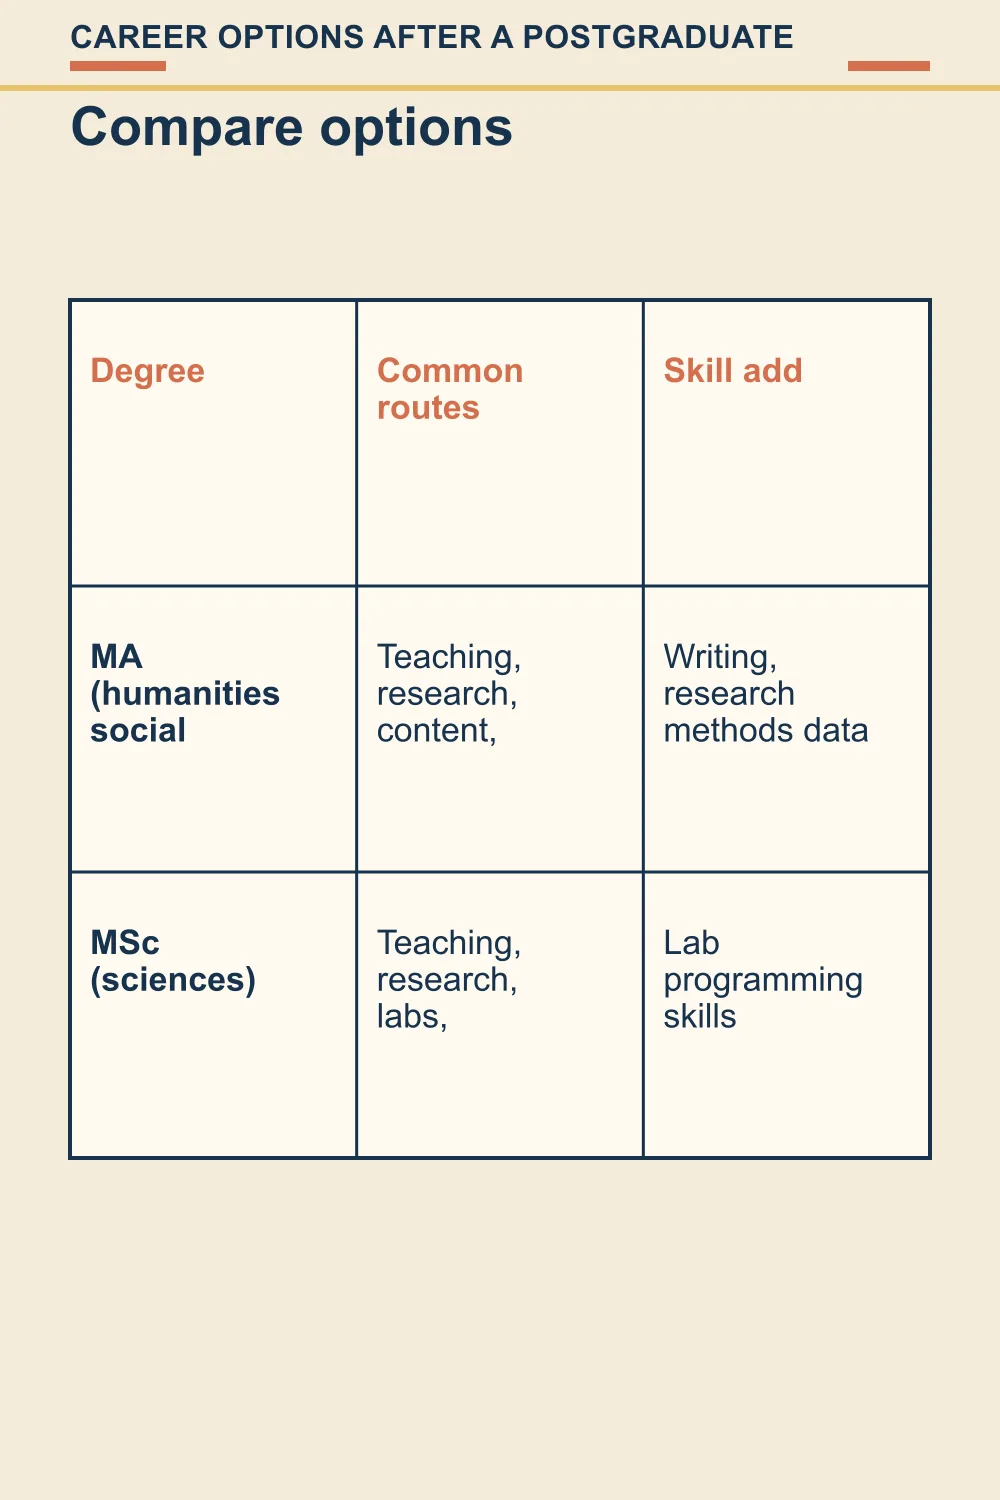 CAREER OPTIONS AFTER A POSTGRADUATE
Compare options
Degree
Common
routes
Skill add
MA
(humanities
social
Teaching,
research,
content,
Writing,
research
methods data
MSc
(sciences)
Teaching,
research,
labs,
Lab
programming
skills